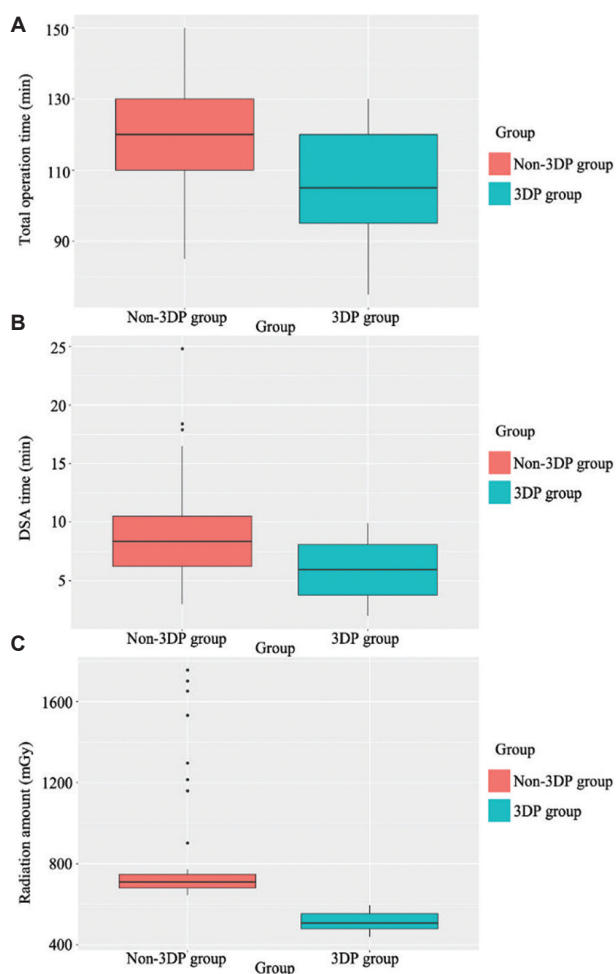 A
Total operation time (min)
150
130
110
90
Non-3DP group
3DP group
Group
Group
Non-3DP group
3DP group
B
DSA time (min)
25
20
15
10
5
Non-3DP group
3DP group
Group
Group
Non-3DP group
3DP group
C
Radiation amount (mGy)
1600
1200
800
400
Non-3DP group
3DP group
Group
Group
Non-3DP group
3DP group